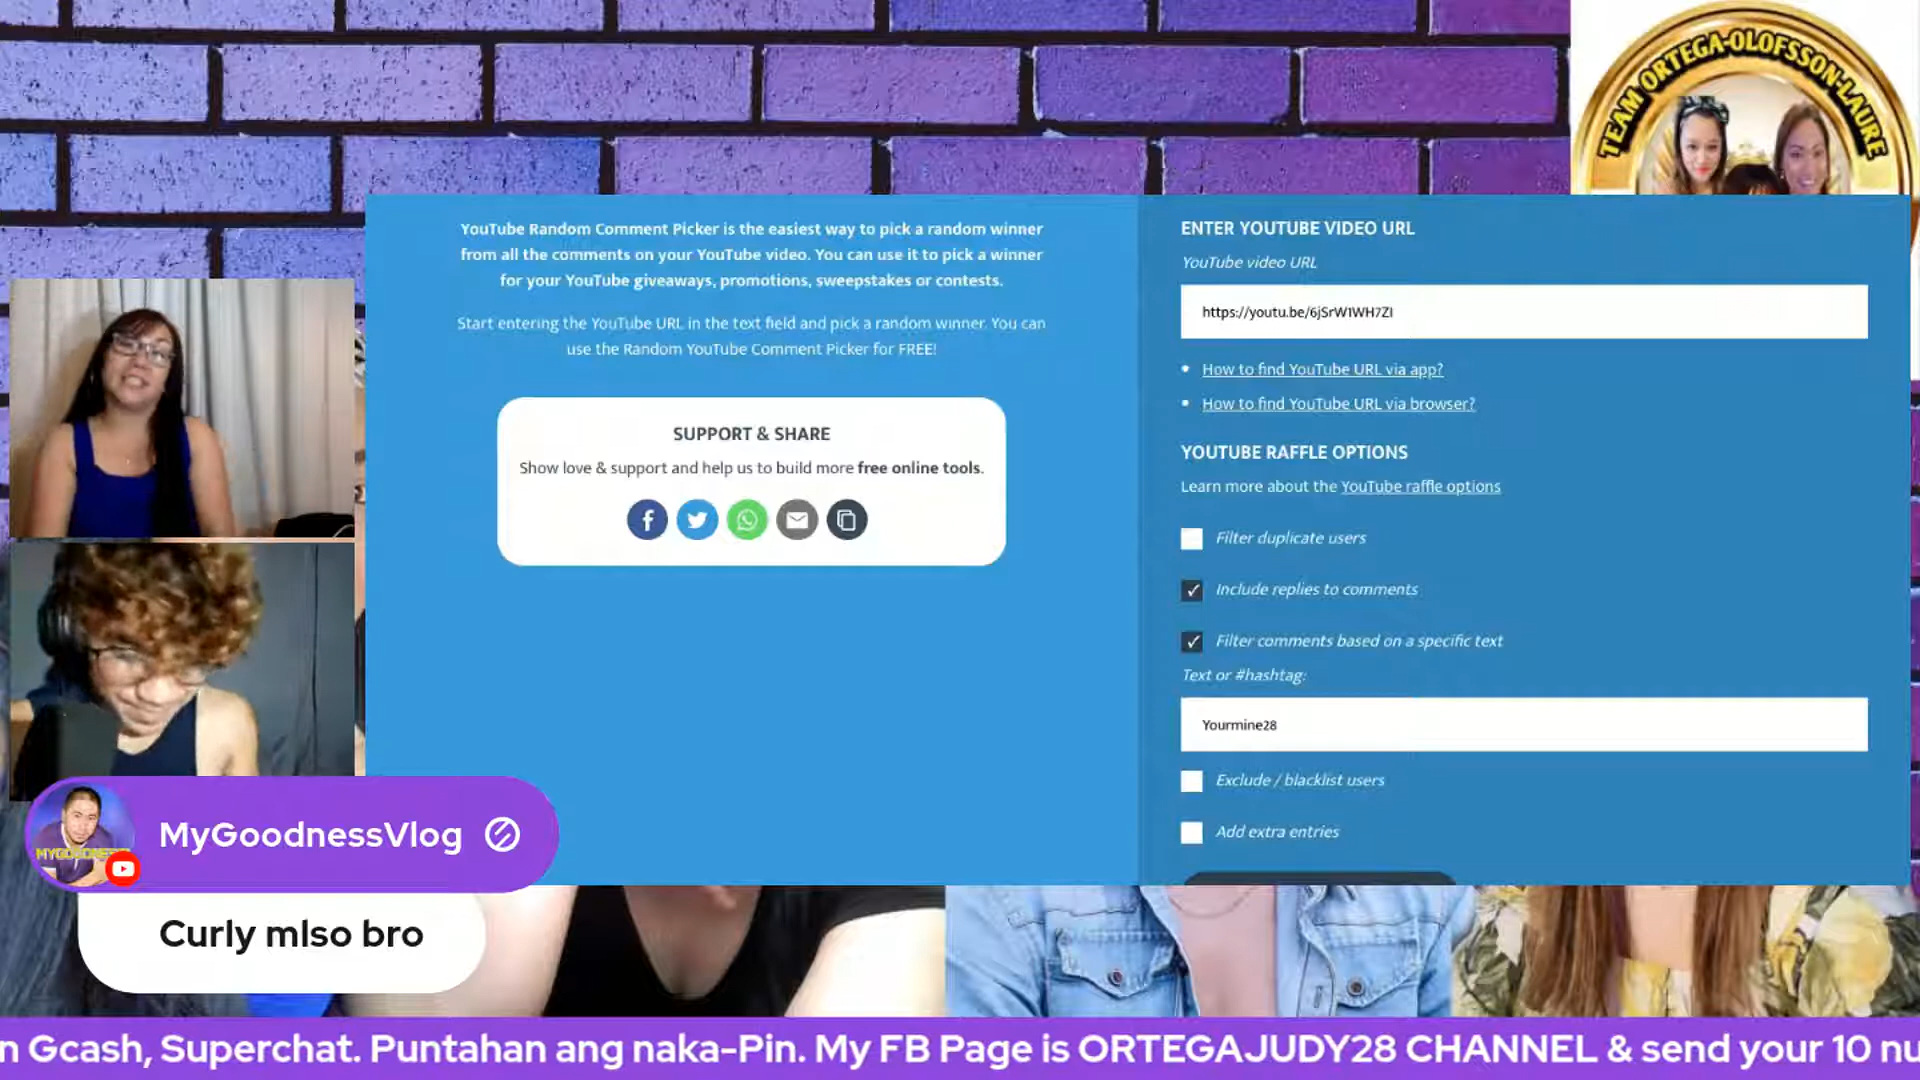 TEAM ORTEGA-OLOFSSON-LAURE
YouTube Random Comment Picker is the easiest way to pick a random winner
from all the comments on your YouTube video. You can use it to pick a winner
for your YouTube giveaways, promotions, sweepstakes or contests.
Start entering the YouTube URL in the text field and pick a random winner. You can
use the Random YouTube Comment Picker for FREE!
SUPPORT & SHARE
Show love & support and help us to build more free online tools.
ENTER YOUTUBE VIDEO URL
YouTube video URL
https://youtu.be/6jSrW1WH7ZI
How to find YouTube URL via app?
How to find YouTube URL via browser?
YOUTUBE RAFFLE OPTIONS
Learn more about the YouTube raffle options
Filter duplicate users
Include replies to comments
Filter comments based on a specific text
Text or #hashtag:
Yourmine28
Exclude / blacklist users
Add extra entries
MyGoodnessVlog
Curly mlso bro
n Gcash, Superchat. Puntahan ang naka-Pin. My FB Page is ORTEGAJUDY28 CHANNEL & send your 10 nu